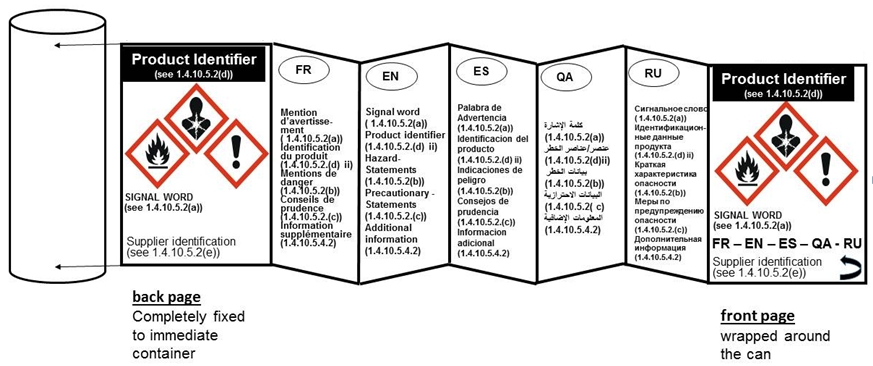 Product Identifier
(see 1.4.10.5.2(d))
SIGNAL WORD
(see 1.4.10.5.2(a))
Supplier identification
(see 1.4.10.5.2(e))
FR
Mention
d'avertisse-
ment
( 1.4.10.5.2(a))
Identification
du produit
(1.4.10.5.2.(d) ii)
Mentions de
danger
(1.4.10.5.2(b))
Conseils de
prudence
(1.4.10.5.2.(c))
Information
supplémentaire
(1.4.10.5.4.2)
EN
Signal word
( 1.4.10.5.2(a))
Product identifier
(1.4.10.5.2.(d) ii)
Hazard-
Statements
(1.4.10.5.2(b))
Precautionary -
Statements
(1.4.10.5.2.(c))
Additional
information
(1.4.10.5.4.2)
ES
Palabra de
Advertencia
(1.4.10.5.2(a))
Identificacion del
producto
(1.4.10.5.2.(d) ii)
Indicaciones de
peligro
(1.4.10.5.2(b))
Consejos de
prudencia
(1.4.10.5.2.(c))
Informacion
adicional
(1.4.10.5.4.2)
QA
كلمة الإشارة
(1.4.10.5.2(a))
عنصر/عناصر الخطر
(1.4.10.5.2(d)ii)
بيانات الخطر
(1.4.10.5.2(b))
البيانات الاحترازية
(1.4.10.5.2( c)
المعلومات الإضافية
(1.4.10.5.4.2)
RU
Сигнальное слово
(1.4.10.5.2(a))
Идентификацион-
ные данные
продукта
(1.4.10.5.2.(d) ii)
Краткая
характеристика
опасности
(1.4.10.5.2(b))
Меры по
предупреждению
опасности
(1.4.10.5.2.(c))
Дополнительная
информация
(1.4.10.5.4.2)
Product Identifier
(see 1.4.10.5.2(d))
SIGNAL WORD
(see 1.4.10.5.2(a))
FR – EN – ES – QA - RU
Supplier identification
(see 1.4.10.5.2(e))
back page
Completely fixed
to immediate
container
front page
wrapped around
the can